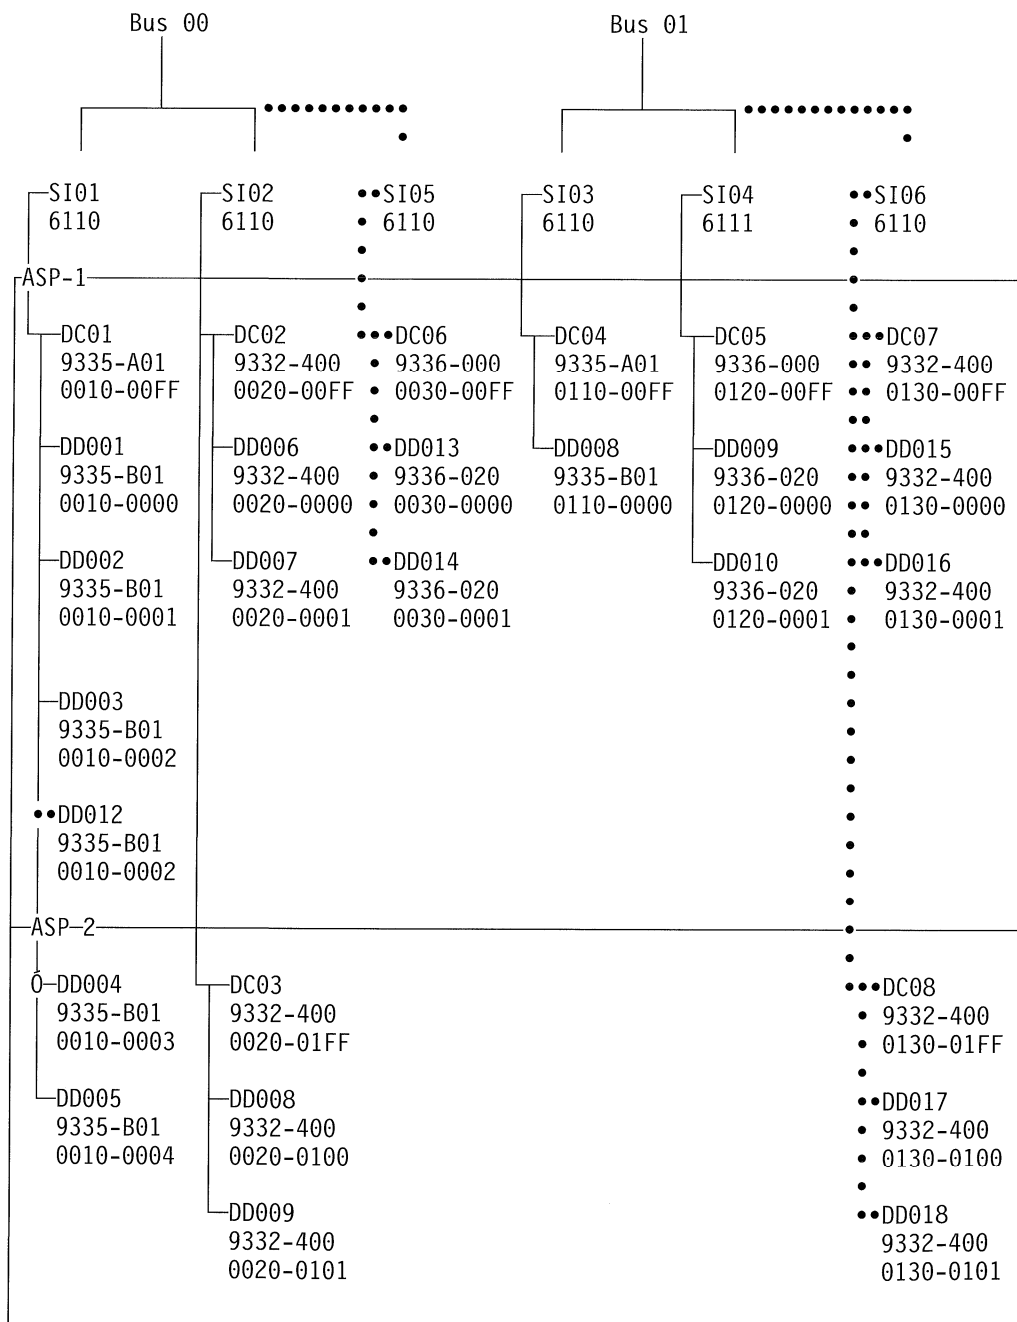 Bus 00 Bus 01
SI01 SI02 SI05 SI03 SI04 SI06
6110 6110 6110 6110 6111 6110
ASP-1
DC01 DC02 DC06 DC04 DC05 DC07
9335-A01 9332-400 9336-000 9335-A01 9336-000 9332-400
0010-00FF 0020-00FF 0030-00FF 0110-00FF 0120-00FF 0130-00FF
DD001 DD006 DD013 DD008 DD009 DD015
9335-B01 9332-400 9336-020 9335-B01 9336-020 9332-400
0010-0000 0020-0000 0030-0000 0110-0000 0120-0000 0130-0000
DD002 DD007 DD014 DD010 DD016
9335-B01 9332-400 9336-020 9336-020 9332-400
0010-0001 0020-0001 0030-0001 0120-0001 0130-0001
DD003
9335-B01
0010-0002
DD012
9335-B01
0010-0002
ASP-2
Ó DD004 DC03 DC08
9335-B01 9332-400 9332-400
0010-0003 0020-01FF 0130-01FF
DD005 DD008 DD017
9335-B01 9332-400 9332-400
0010-0004 0020-0100 0130-0100
DD009 DD018
9332-400 9332-400
0020-0101 0130-0101